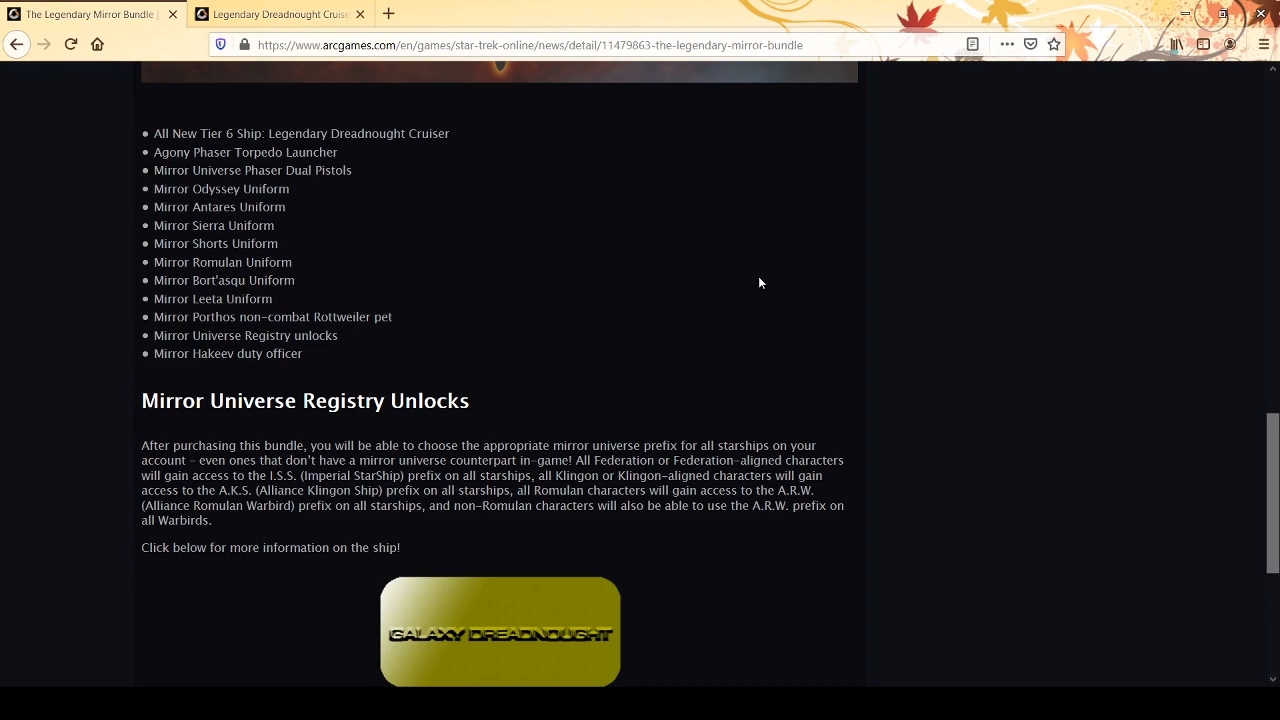 The Legendary Mirror Bundle |
Legendary Dreadnought Cruise
https://www.arcgames.com/en/games/star-trek-online/news/detail/11479863-the-legendary-mirror-bundle
All New Tier 6 Ship: Legendary Dreadnought Cruiser
Agony Phaser Torpedo Launcher
Mirror Universe Phaser Dual Pistols
Mirror Odyssey Uniform
Mirror Antares Uniform
Mirror Sierra Uniform
Mirror Shorts Uniform
Mirror Romulan Uniform
Mirror Bort'asqu Uniform
Mirror Leeta Uniform
Mirror Porthos non-combat Rottweiler pet
Mirror Universe Registry unlocks
Mirror Hakeev duty officer
Mirror Universe Registry Unlocks
After purchasing this bundle, you will be able to choose the appropriate mirror universe prefix for all starships on your
account – even ones that don't have a mirror universe counterpart in-game! All Federation or Federation-aligned characters
will gain access to the I.S.S. (Imperial StarShip) prefix on all starships, all Klingon or Klingon-aligned characters will gain
access to the A.K.S. (Alliance Klingon Ship) prefix on all starships, all Romulan characters will gain access to the A.R.W.
(Alliance Romulan Warbird) prefix on all starships, and non-Romulan characters will also be able to use the A.R.W. prefix on
all Warbirds.
Click below for more information on the ship!
GALAXY DREADNOUGHT